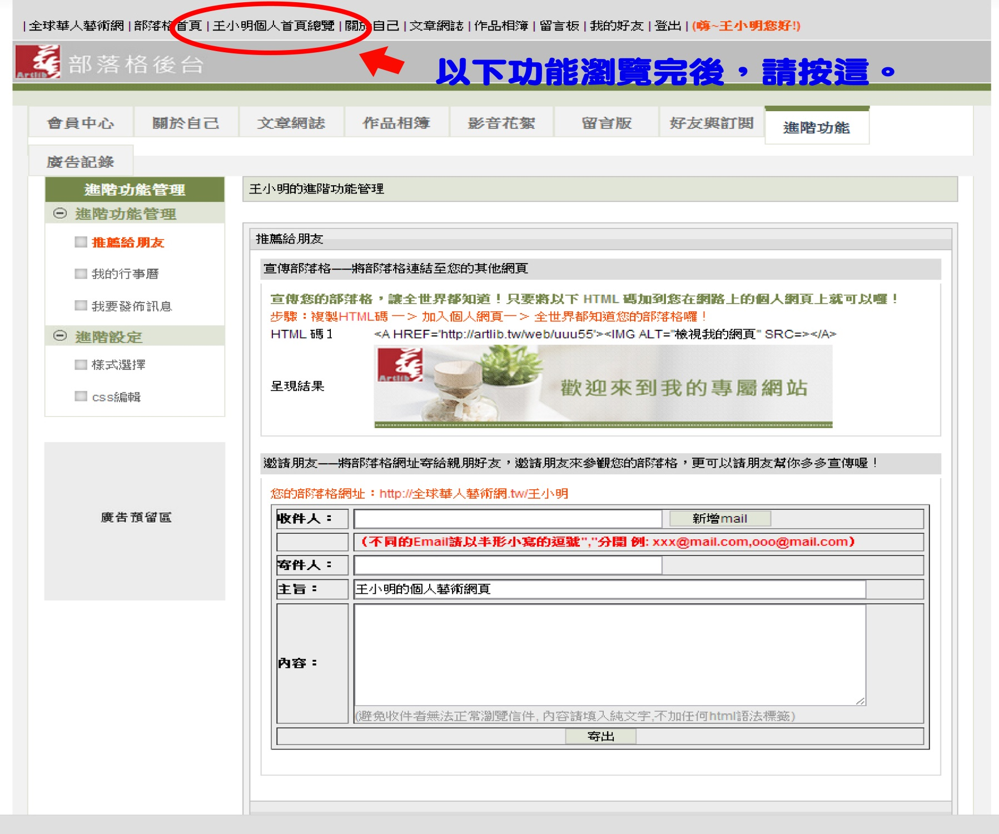 |全球華人藝術網|部落格首頁|王小明個人首頁總覽|關於自己|文章網誌|作品相簿|留言板|我的好友|登出|(嗨~王小明您好!)
Artlib 部落格後台
以下功能瀏覽完後，請按這。
會員中心 關於自己 文章網誌 作品相簿 影音花絮 留言版 好友與訂閱 進階功能
廣告記錄
進階功能管理
進階功能管理
推薦給朋友
我的行事曆
我要發佈訊息
進階設定
樣式選擇
css編輯
廣告預留區
王小明的進階功能管理
推薦給朋友
宣傳部落格——將部落格連結至您的其他網頁
宣傳您的部落格，讓全世界都知道！只要將以下 HTML 碼加到您在網路上的個人網頁上就可以囉！
步驟：複製HTML碼 —> 加入個人網頁—> 全世界都知道您的部落格囉！
HTML 碼 1 <A HREF='http://artlib.tw/web/uuu55'><IMG ALT="檢視我的網頁" SRC=></A>
呈現結果
Artlib
歡迎來到我的專屬網站
邀請朋友——將部落格網址寄給親朋好友，邀請朋友來參觀您的部落格，更可以請朋友幫你多多宣傳喔！
您的部落格網址：http://全球華人藝術網.tw/王小明
收件人： 新增mail
(不同的Email請以半形小寫的逗號","分開 例: xxx@mail.com,ooo@mail.com)
寄件人：
主旨： 王小明的個人藝術網頁
內容：
(避免收件者無法正常瀏覽信件, 內容請填入純文字,不加任何html語法標籤)
寄出